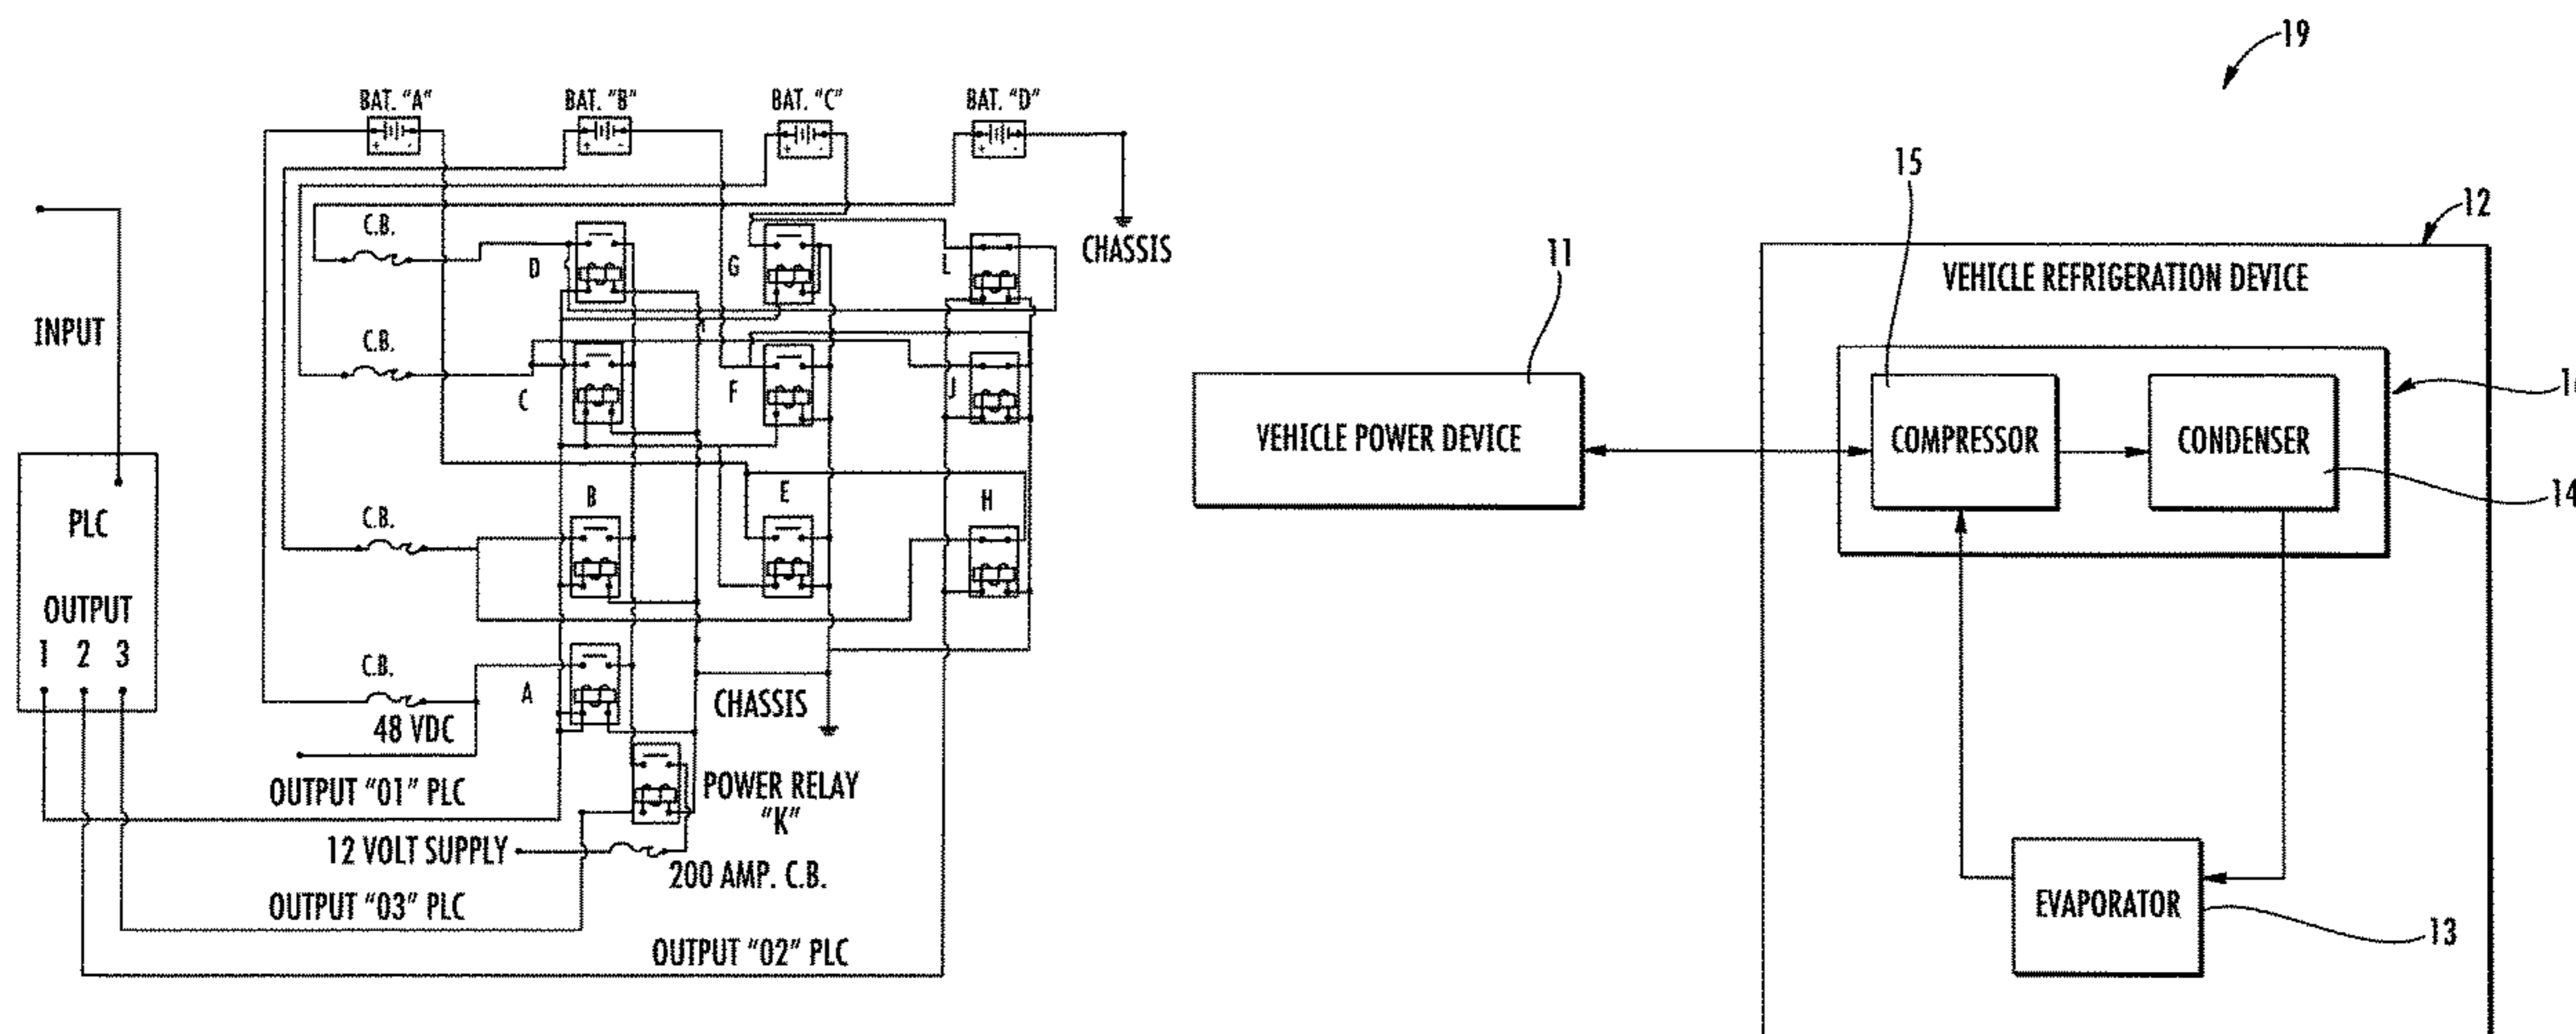 19
BAT. "A" BAT. "B" BAT. "C" BAT. "D"
15
12
C.B.
CHASSIS
11
VEHICLE REFRIGERATION DEVICE
D G L
INPUT
C.B.
C F J
VEHICLE POWER DEVICE
COMPRESSOR
CONDENSER
14
B E H
PLC
C.B.
OUTPUT
1 2 3
C.B.
A
CHASSIS
48 VDC
OUTPUT "01" PLC
POWER RELAY
"K"
12 VOLT SUPPLY
200 AMP. C.B.
OUTPUT "03" PLC
EVAPORATOR
13
OUTPUT "02" PLC